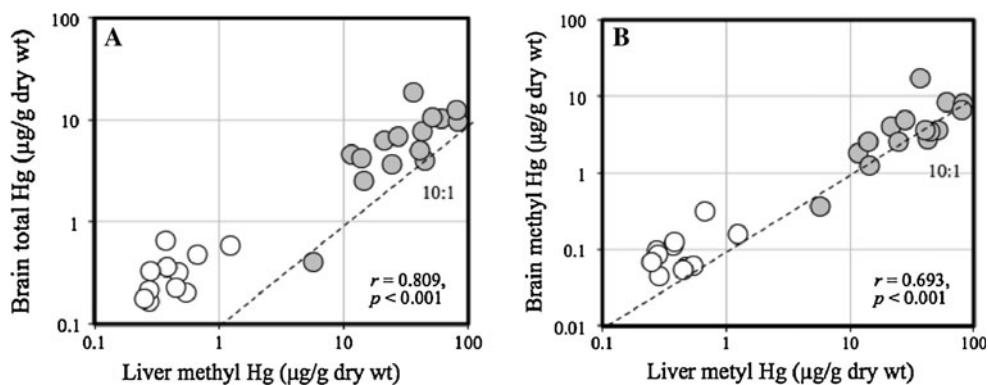 A
Brain total Hg (µg/g dry wt)
100
10
1
0.1
10:1
r = 0.809,
p < 0.001
0.1
1
10
100
Liver methyl Hg (µg/g dry wt)
B
Brain methyl Hg (µg/g dry wt)
100
10
1
0.1
0.01
10:1
r = 0.693,
p < 0.001
0.1
1
10
100
Liver metyl Hg (µg/g dry wt)